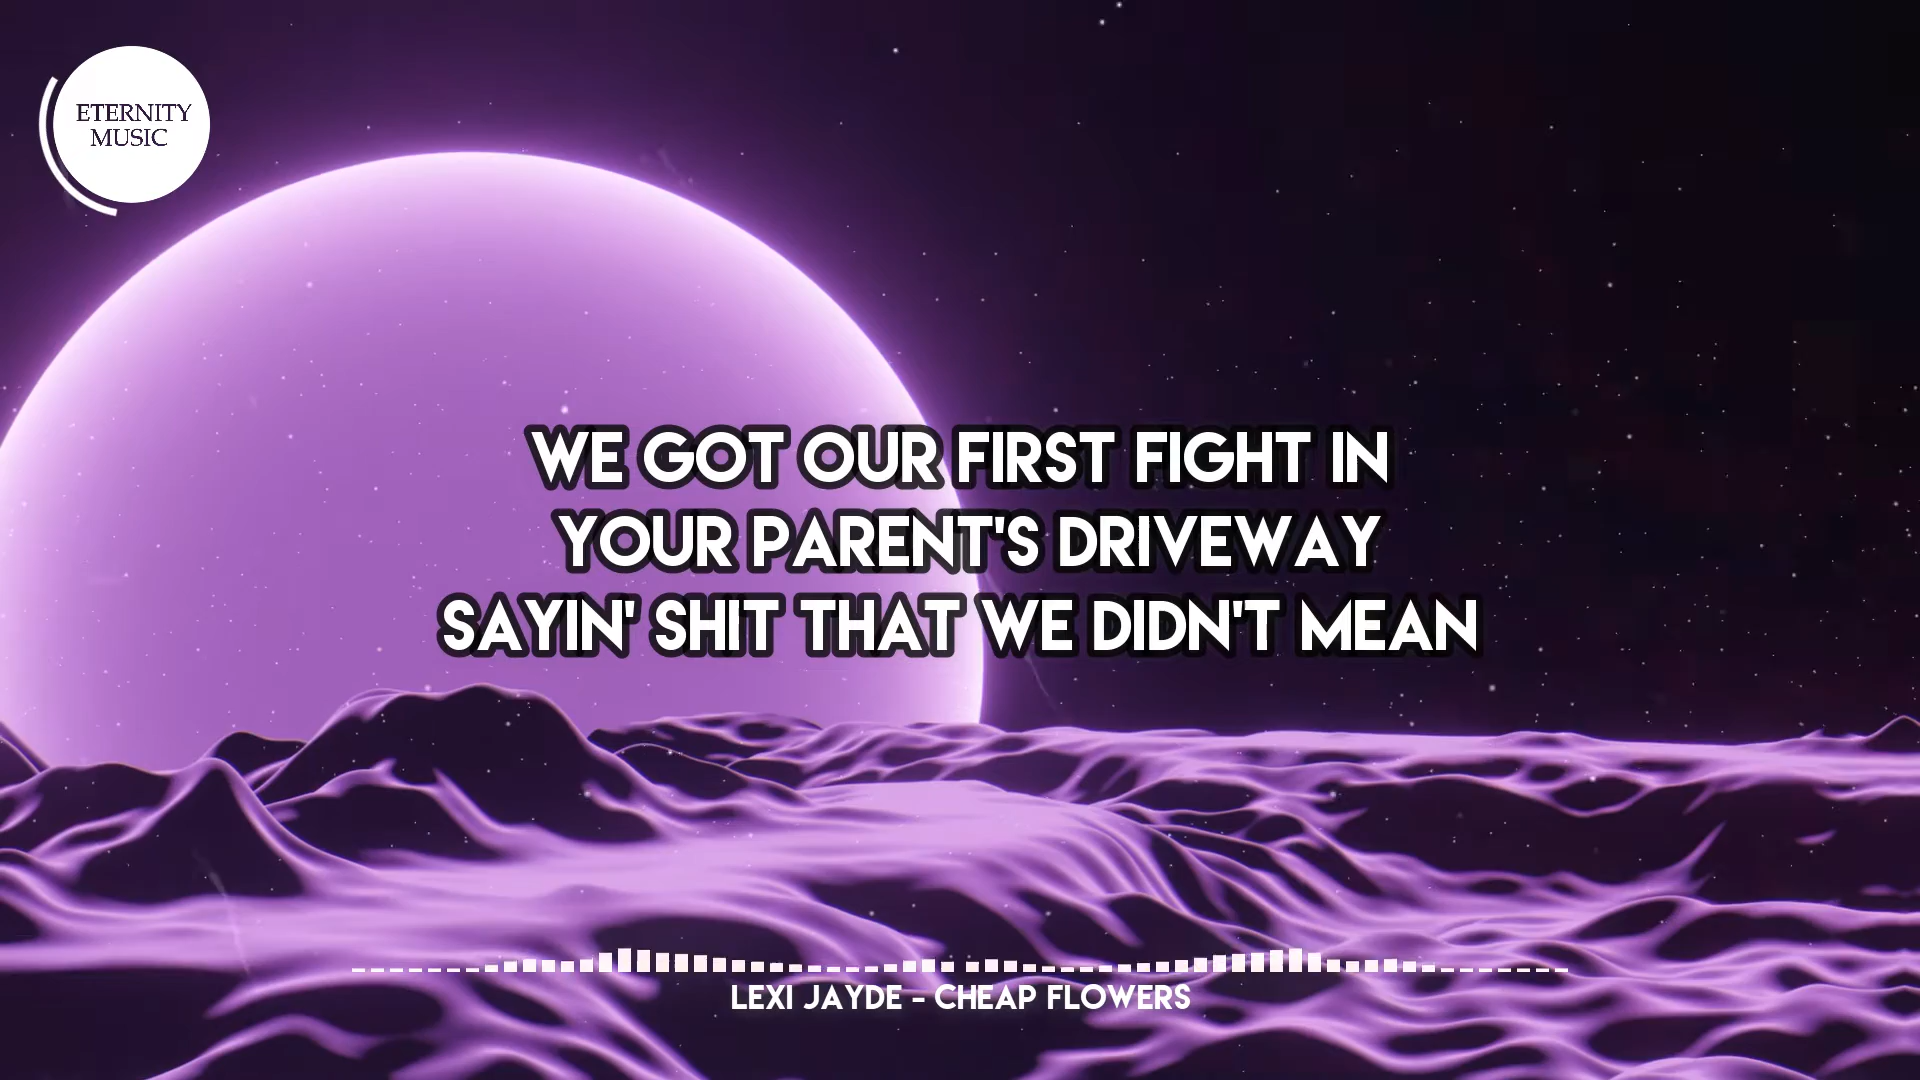 ETERNITY
MUSIC
WE GOT OUR FIRST FIGHT IN
YOUR PARENT'S DRIVEWAY
SAYIN' SHIT THAT WE DIDN'T MEAN
LEXI JAYDE - CHEAP FLOWERS